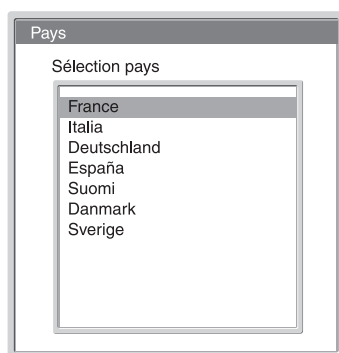 Pays
Sélection pays
France
Italia
Deutschland
España
Suomi
Danmark
Sverige